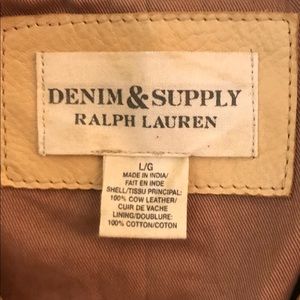 DENIM & SUPPLY
RALPH LAUREN
L/G
MADE IN INDIA/
FAIT EN INDE
SHELL/TISSU PRINCIPAL:
100% COW LEATHER/
CUIR DE VACHE
LINING/DOUBLURE:
100% COTTON/COTON